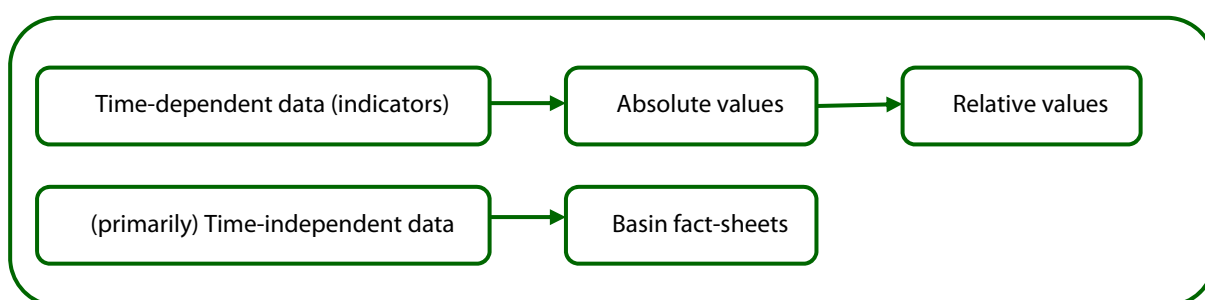 Time-dependent data (indicators)
Absolute values
Relative values
(primarily) Time-independent data
Basin fact-sheets